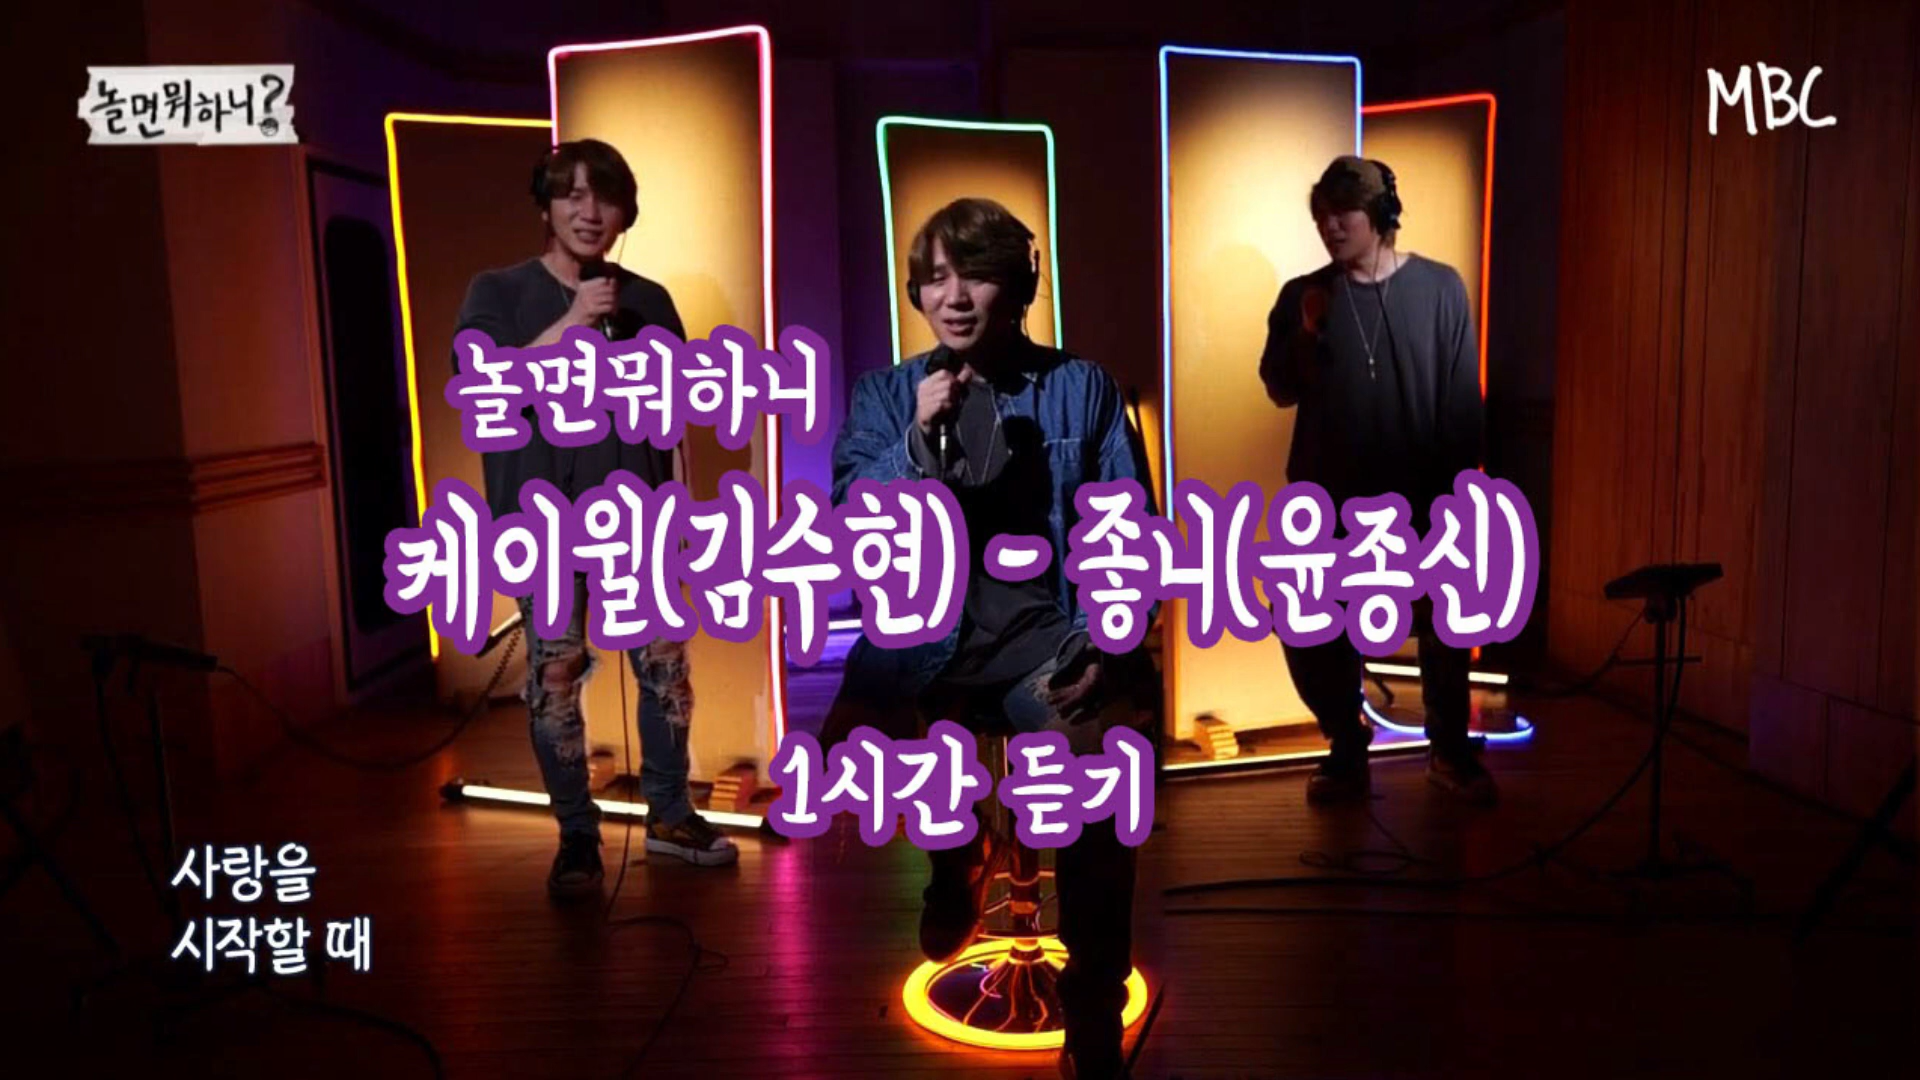 놀면뭐하니?
MBC
놀면뭐하니
케이윌(김수현) - 좋니(윤종신)
1시간 듣기
사랑을
시작할 때